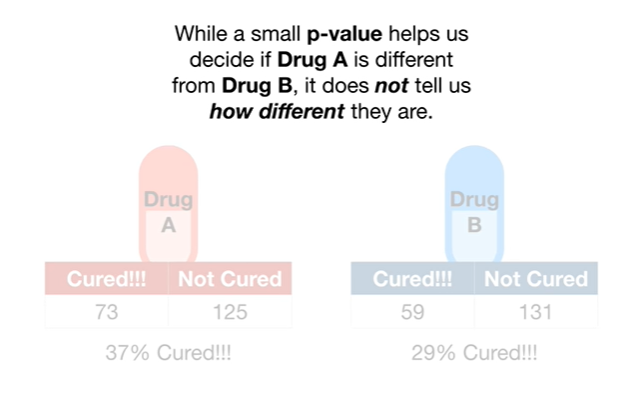 While a small p-value helps us
decide if Drug A is different
from Drug B, it does not tell us
how different they are.
Drug
A
Drug
B
Cured!!! Not Cured
Cured!!! Not Cured
73 125
59 131
37% Cured!!!
29% Cured!!!